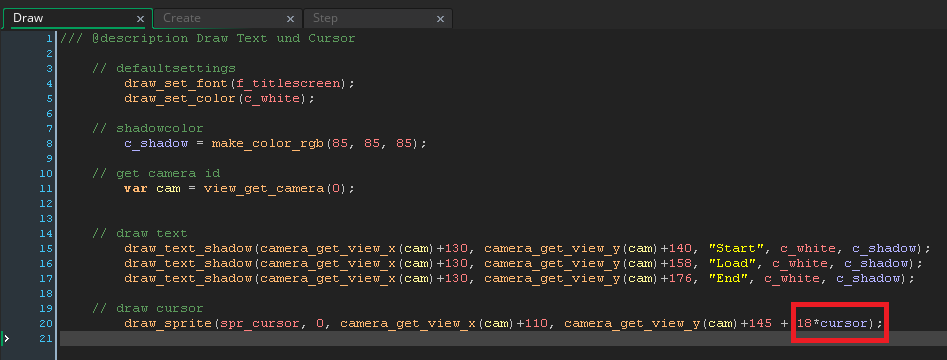 Draw × Create × Step ×
1 /// @description Draw Text und Cursor
2
3 // defaultsettings
4 draw_set_font(f_titlescreen);
5 draw_set_color(c_white);
6
7 // shadowcolor
8 c_shadow = make_color_rgb(85, 85, 85);
9
10 // get camera id
11 var cam = view_get_camera(0);
12
13
14 // draw text
15 draw_text_shadow(camera_get_view_x(cam)+130, camera_get_view_y(cam)+140, "Start", c_white, c_shadow);
16 draw_text_shadow(camera_get_view_x(cam)+130, camera_get_view_y(cam)+158, "Load", c_white, c_shadow);
17 draw_text_shadow(camera_get_view_x(cam)+130, camera_get_view_y(cam)+176, "End", c_white, c_shadow);
18
19 // draw cursor
20 draw_sprite(spr_cursor, 0, camera_get_view_x(cam)+110, camera_get_view_y(cam)+145 + 18*cursor);
21